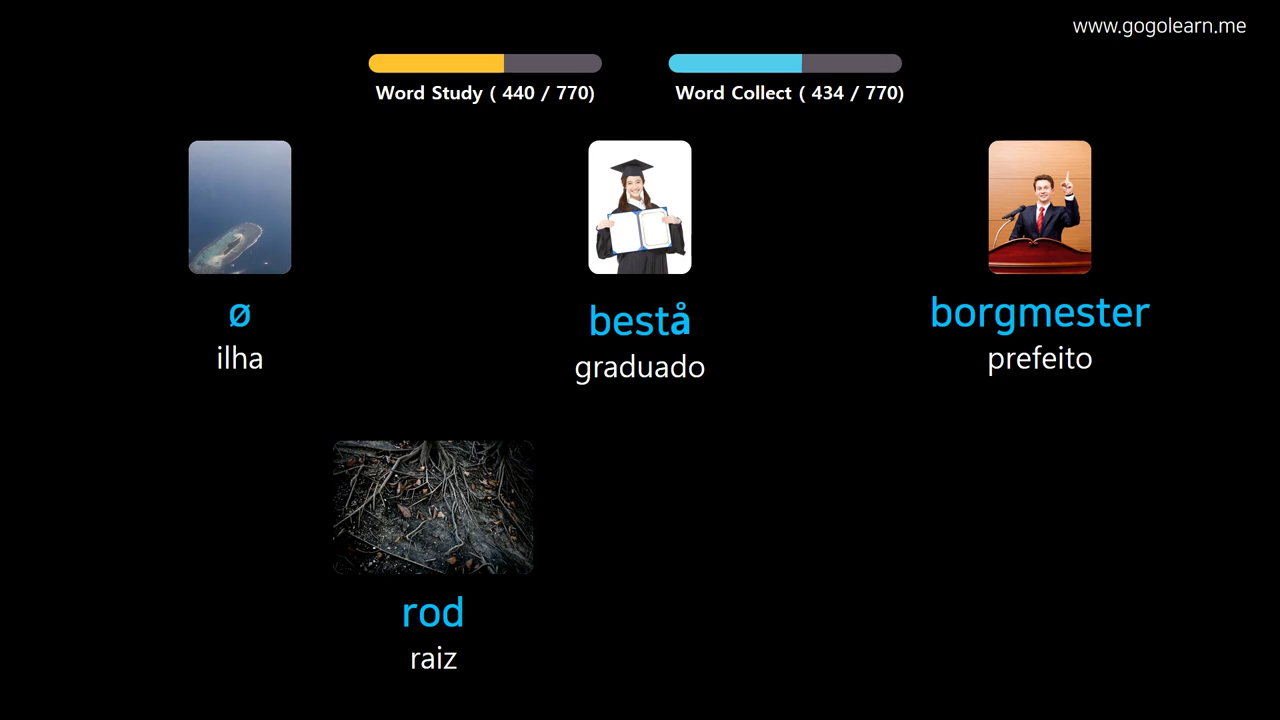 www.gogolearn.me
Word Study ( 440 / 770)
Word Collect ( 434 / 770)
ø
ilha
bestå
graduado
borgmester
prefeito
rod
raiz